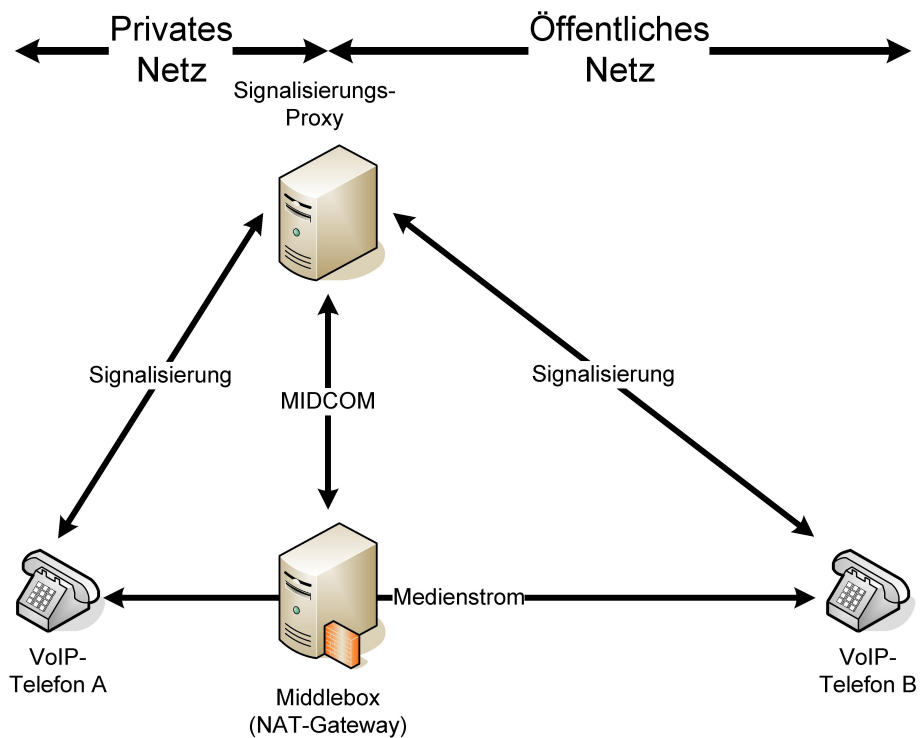 Privates
Netz
Öffentliches
Netz
Signalisierungs-
Proxy
Signalisierung
Signalisierung
MIDCOM
Medienstrom
VoIP-
Telefon A
Middlebox
(NAT-Gateway)
VoIP-
Telefon B